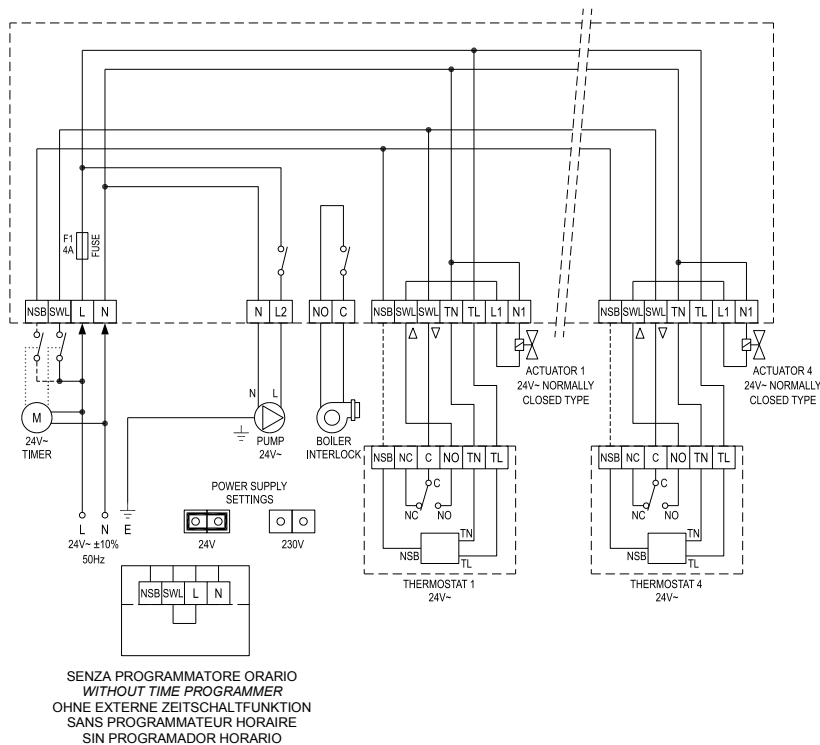 F1
4A
FUSE
NSB SWL L N
N L2
NO C
NSB SWL SWL TN TL L1 N1
NSB SWL SWL TN TL L1 N1
ACTUATOR 1
24V~ NORMALLY
CLOSED TYPE
ACTUATOR 4
24V~ NORMALLY
CLOSED TYPE
M
24V~
TIMER
N L
PUMP
24V~
BOILER
INTERLOCK
L N E
24V~ ±10%
50Hz
POWER SUPPLY
SETTINGS
24V
230V
NSB NC C NO TN TL
C
NC NO
TN
NSB
TL
THERMOSTAT 1
24V~
NSB NC C NO TN TL
C
NC NO
TN
NSB
TL
THERMOSTAT 4
24V~
NSB SWL L N
SENZA PROGRAMMATORE ORARIO
WITHOUT TIME PROGRAMMER
OHNE EXTERNE ZEITSCHALTFUNKTION
SANS PROGRAMMATEUR HORAIRE
SIN PROGRAMADOR HORARIO